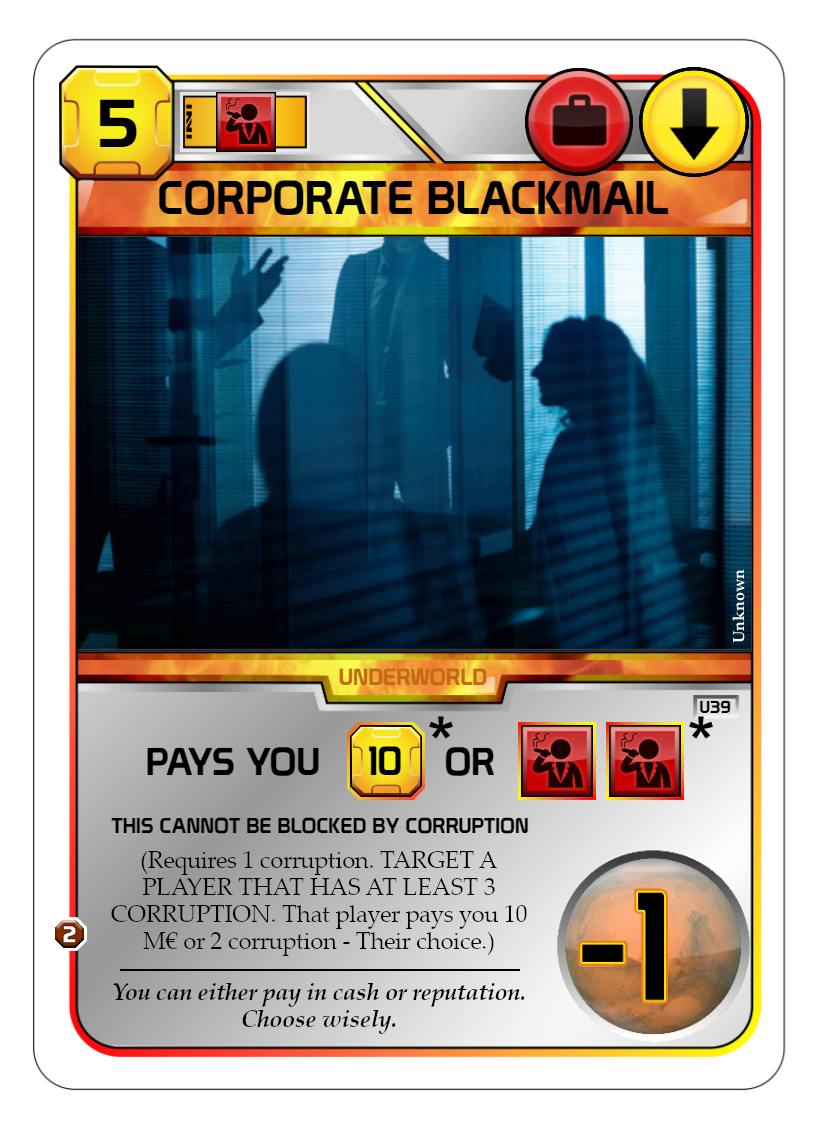 5
CORPORATE BLACKMAIL
Unknown
UNDERWORLD
U39
PAYS YOU 10* OR *
THIS CANNOT BE BLOCKED BY CORRUPTION
(Requires 1 corruption. TARGET A
PLAYER THAT HAS AT LEAST 3
CORRUPTION. That player pays you 10
M€ or 2 corruption - Their choice.)
2
-1
You can either pay in cash or reputation.
Choose wisely.